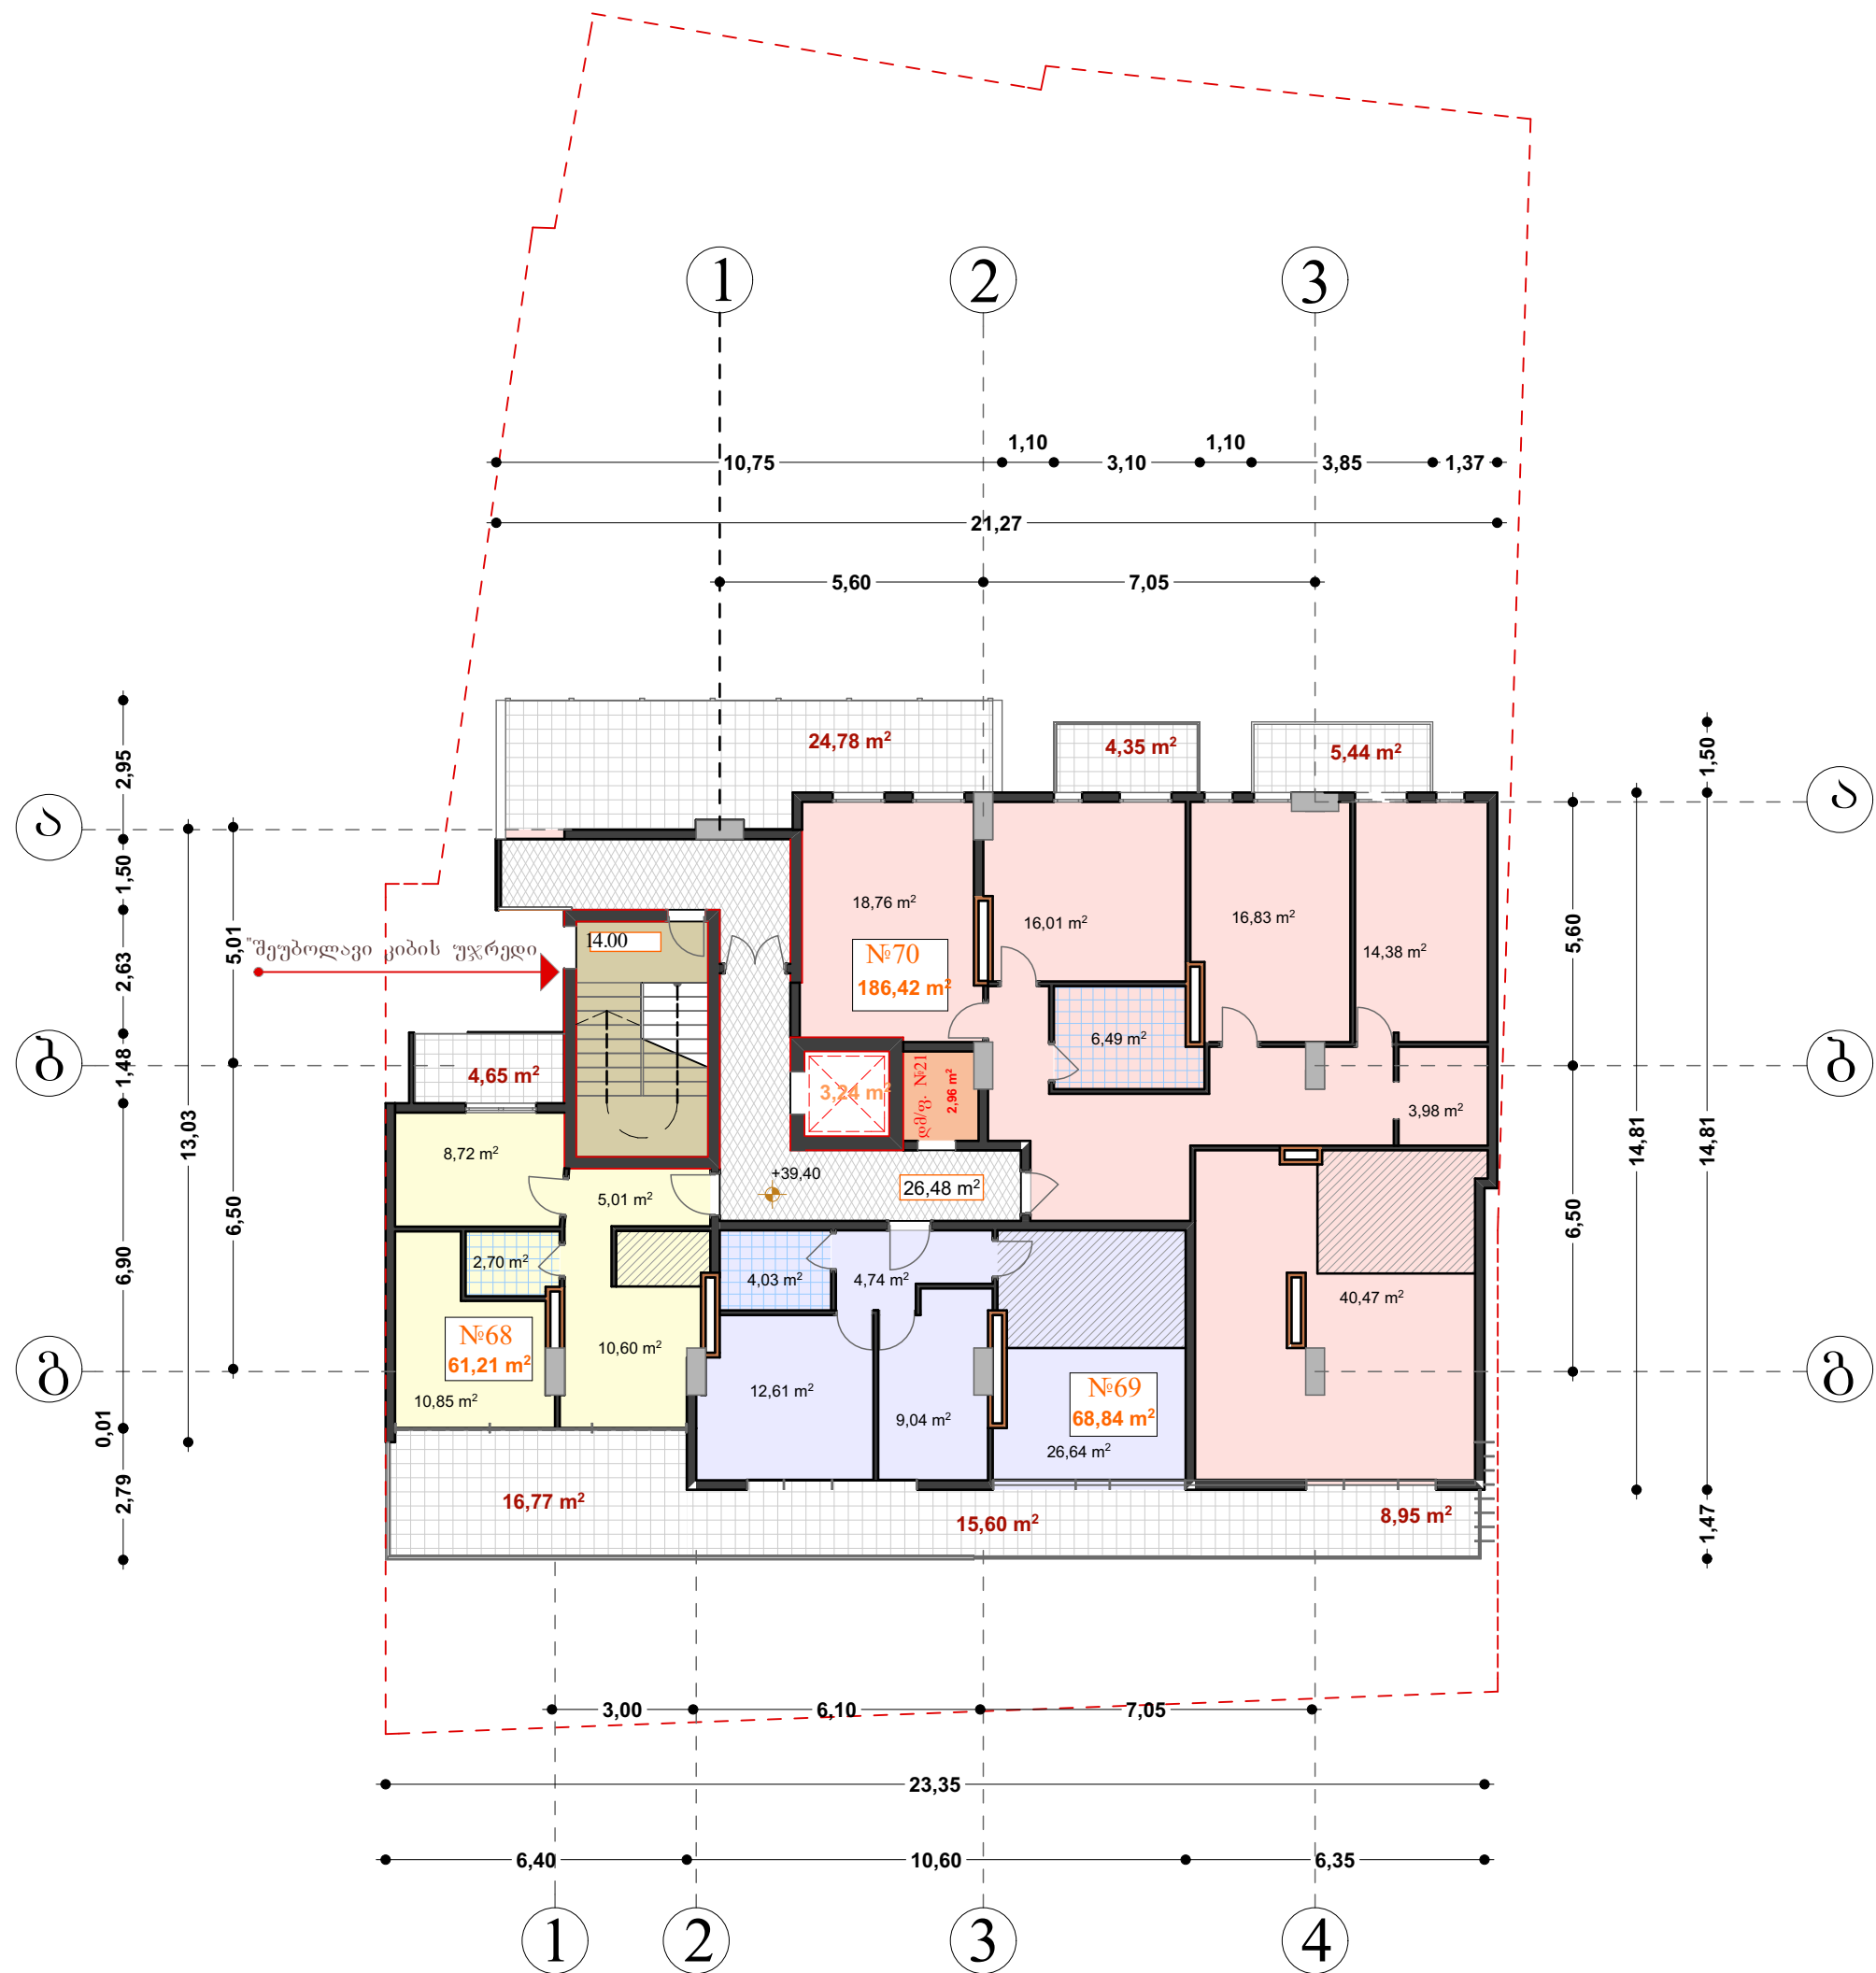 1
2
3
1,10
1,10
10,75
3,10
3,85
1,37
21,27
5,60
7,05
24,78 m²
4,35 m²
5,44 m²
2,95
1,50
ა
ა
1,50
5,01
2,63
"შეუბოლავი კიბის უჯრედი
14.00
18,76 m²
16,01 m²
16,83 m²
14,38 m²
№70
186,42 m²
5,60
6,49 m²
ბ
ბ
1,48
4,65 m²
3,24 m²
დმ/ფ. №21
2,96 m²
3,98 m²
13,03
14,81
14,81
8,72 m²
5,01 m²
+39,40
26,48 m²
6,50
6,50
6,90
2,70 m²
4,03 m²
4,74 m²
40,47 m²
№68
61,21 m²
10,60 m²
გ
გ
10,85 m²
12,61 m²
9,04 m²
№69
68,84 m²
26,64 m²
0,01
2,79
16,77 m²
15,60 m²
8,95 m²
1,47
3,00
6,10
7,05
23,35
6,40
10,60
6,35
1
2
3
4